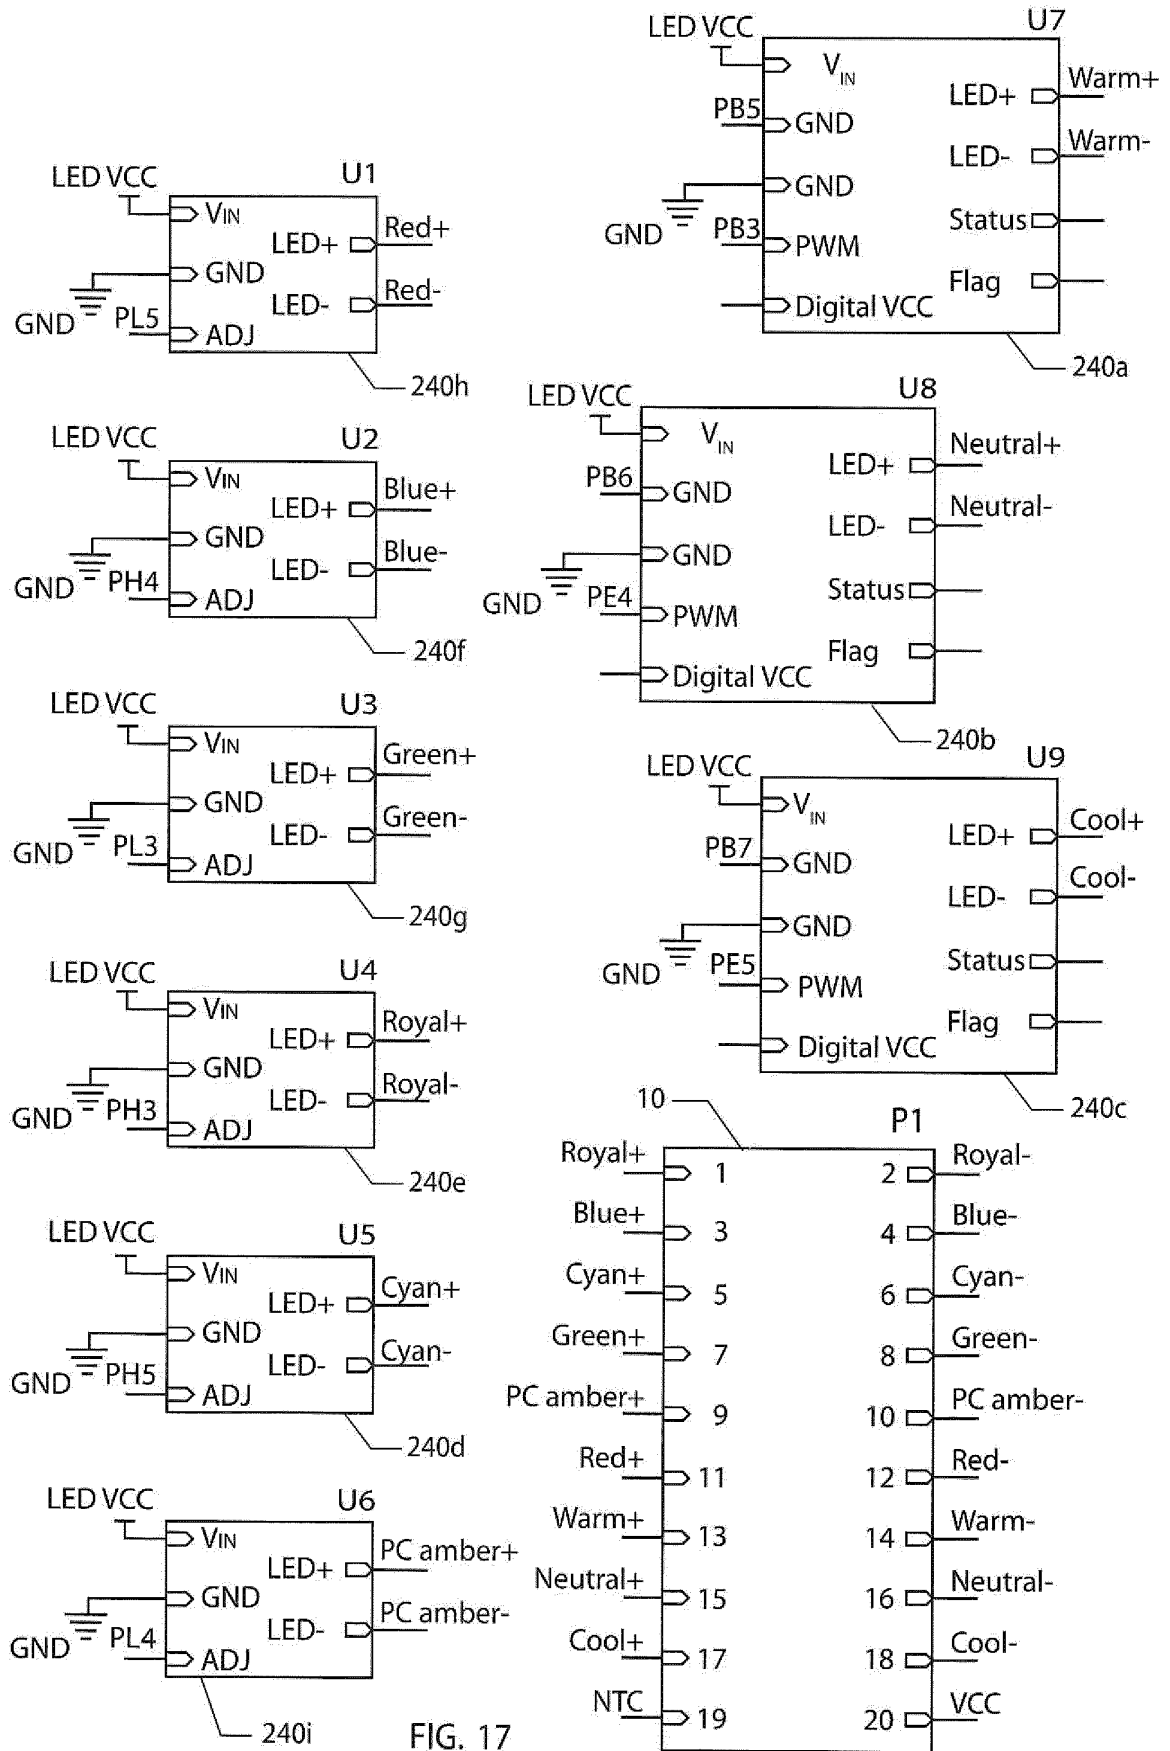 U1
LED VCC
VIN
LED+ Red+
GND
LED- Red-
GND
PL5
ADJ
240h
U2
LED VCC
VIN
LED+ Blue+
GND
LED- Blue-
GND
PH4
ADJ
240f
U3
LED VCC
VIN
LED+ Green+
GND
LED- Green-
GND
PL3
ADJ
240g
U4
LED VCC
VIN
LED+ Royal+
GND
LED- Royal-
GND
PH3
ADJ
240e
U5
LED VCC
VIN
LED+ Cyan+
GND
LED- Cyan-
GND
PH5
ADJ
240d
U6
LED VCC
VIN
LED+ PC amber+
GND
LED- PC amber-
GND
PL4
ADJ
240i
U7
LED VCC
VIN
LED+ Warm+
PB5 GND
LED- Warm-
GND
GND
Status
PB3 PWM
Flag
Digital VCC
240a
U8
LED VCC
VIN
LED+ Neutral+
PB6 GND
LED- Neutral-
GND
GND
Status
PE4 PWM
Flag
Digital VCC
240b
U9
LED VCC
VIN
LED+ Cool+
PB7 GND
LED- Cool-
GND
GND
Status
PE5 PWM
Flag
Digital VCC
240c
10
P1
Royal+ 1 2 Royal-
Blue+ 3 4 Blue-
Cyan+ 5 6 Cyan-
Green+ 7 8 Green-
PC amber+ 9 10 PC amber-
Red+ 11 12 Red-
Warm+ 13 14 Warm-
Neutral+ 15 16 Neutral-
Cool+ 17 18 Cool-
NTC 19 20 VCC
FIG. 17